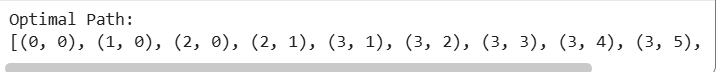 Optimal Path:
[(0, 0), (1, 0), (2, 0), (2, 1), (3, 1), (3, 2), (3, 3), (3, 4), (3, 5),